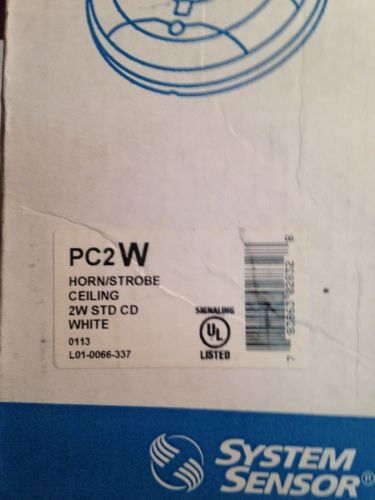 PC2W
HORN/STROBE
CEILING
2W STD CD
WHITE
0113
L01-0066-337
SIGNALING
UL
LISTED
SYSTEM
SENSOR®